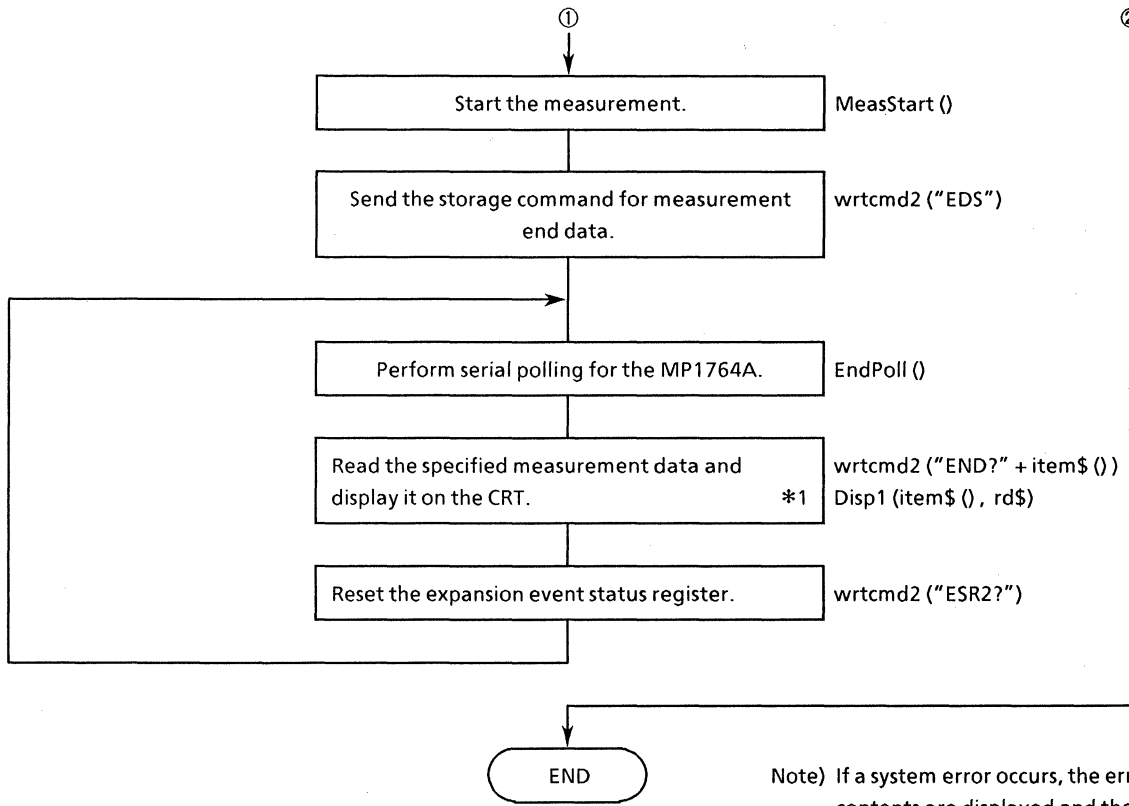 ① ②
Start the measurement. MeasStart ()
Send the storage command for measurement wrtcmd2 ("EDS")
end data.
Perform serial polling for the MP1764A. EndPoll ()
Read the specified measurement data and wrtcmd2 ("END?" + item$ ())
display it on the CRT. *1 Disp1 (item$ (), rd$)
Reset the expansion event status register. wrtcmd2 ("ESR2?")
END
Note) If a system error occurs, the
contents are displayed and